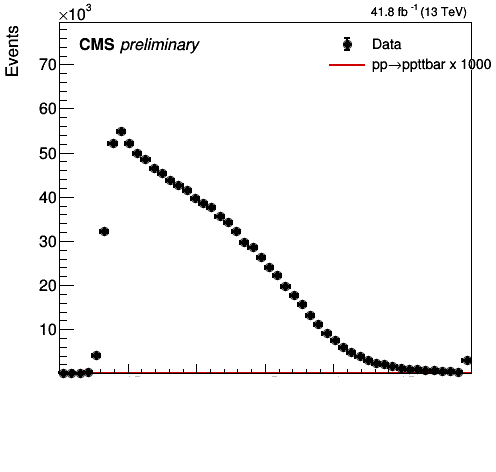 ×10³
41.8 fb⁻¹ (13 TeV)
Events
CMS preliminary
Data
pp→ppttbar x 1000
70
60
50
40
30
20
10